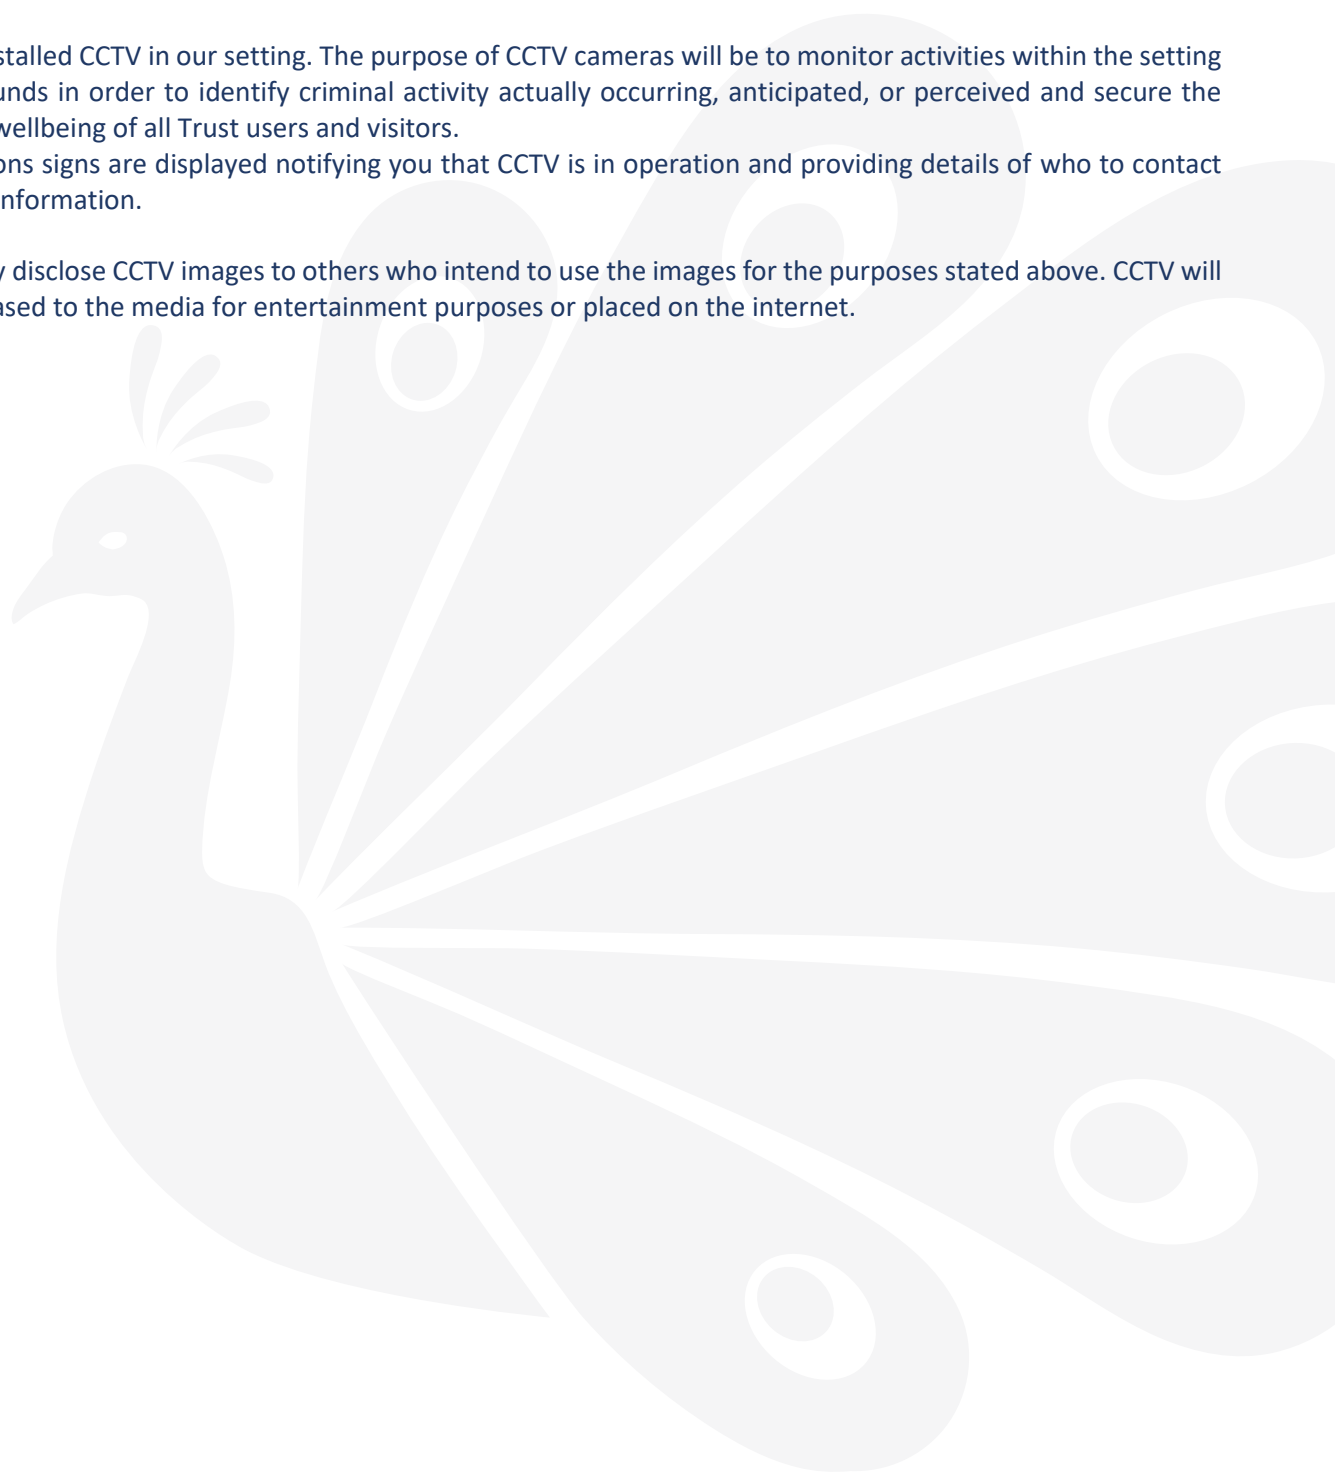 stalled CCTV in our setting. The purpose of CCTV cameras will be to monitor activities within the setting
unds in order to identify criminal activity actually occurring, anticipated, or perceived and secure the
wellbeing of all Trust users and visitors.
ons signs are displayed notifying you that CCTV is in operation and providing details of who to contact
information.
y disclose CCTV images to others who intend to use the images for the purposes stated above. CCTV will
ased to the media for entertainment purposes or placed on the internet.